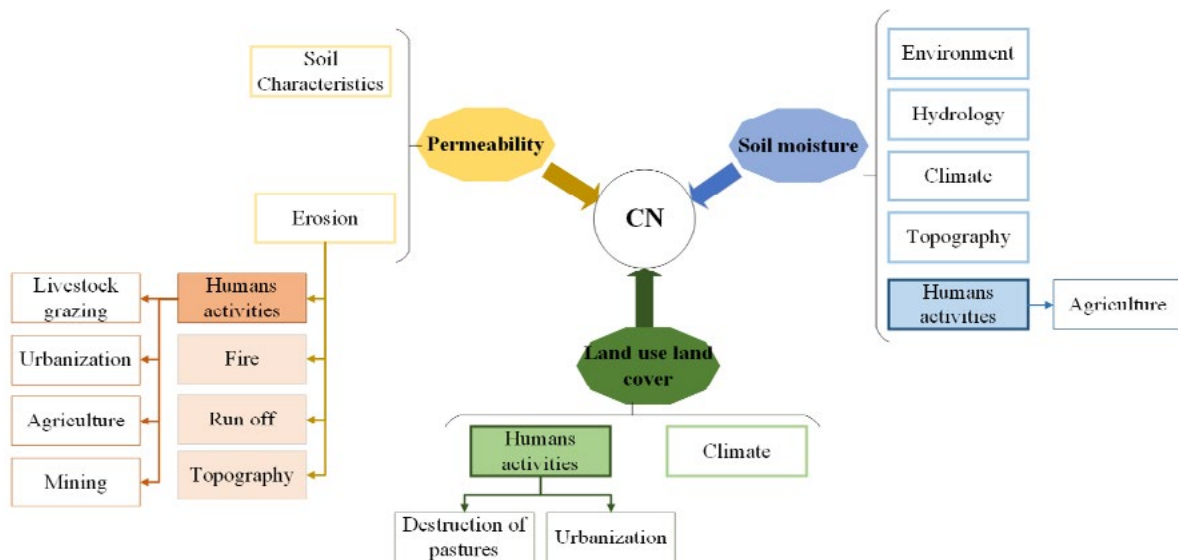 Soil
Characteristics
Permeability
Erosion
Livestock
grazing
Humans
activities
Urbanization
Fire
Agriculture
Run off
Mining
Topography
CN
Soil moisture
Environment
Hydrology
Climate
Topography
Humans
activities
Agriculture
Land use land
cover
Humans
activities
Climate
Destruction of
pastures
Urbanization